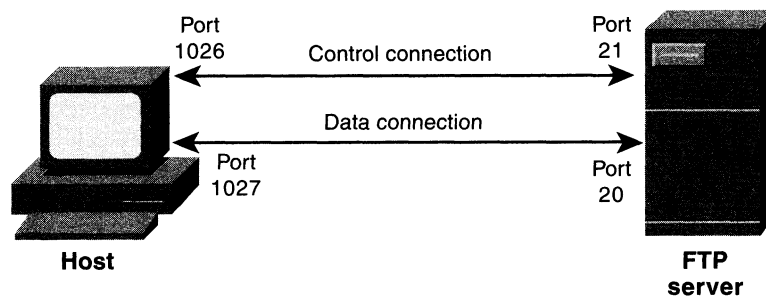 Port
1026
Control connection
Port
21
Data connection
Port
1027
Port
20
Host
FTP
server